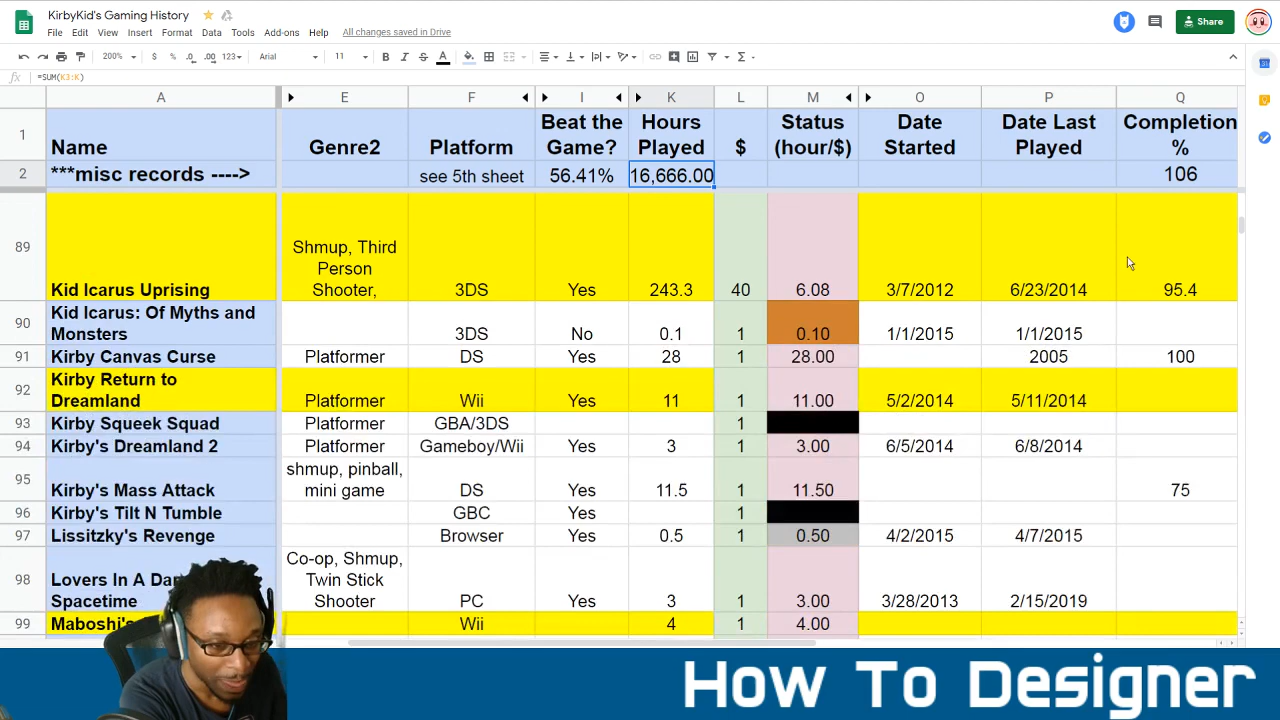 KirbyKid's Gaming History
File Edit View Insert Format Data Tools Add-ons Help All changes saved in Drive
Share
200% $ % .0 .00 123 Arial 11 B I S A
fx =SUM(K3:K)
A E F I K L M O P Q
1 Name Genre2 Platform Beat the Game? Hours Played $ Status (hour/$) Date Started Date Last Played Completion %
2 ***misc records ----> see 5th sheet 56.41% 16,666.00 106
89 Kid Icarus Uprising Shmup, Third Person Shooter, 3DS Yes 243.3 40 6.08 3/7/2012 6/23/2014 95.4
90 Kid Icarus: Of Myths and Monsters 3DS No 0.1 1 0.10 1/1/2015 1/1/2015
91 Kirby Canvas Curse Platformer DS Yes 28 1 28.00 2005 100
92 Kirby Return to Dreamland Platformer Wii Yes 11 1 11.00 5/2/2014 5/11/2014
93 Kirby Squeek Squad Platformer GBA/3DS 1
94 Kirby's Dreamland 2 Platformer Gameboy/Wii Yes 3 1 3.00 6/5/2014 6/8/2014
95 Kirby's Mass Attack shmup, pinball, mini game DS Yes 11.5 1 11.50 75
96 Kirby's Tilt N Tumble GBC Yes 1
97 Lissitzky's Revenge Browser Yes 0.5 1 0.50 4/2/2015 4/7/2015
98 Lovers In A Da Spacetime Co-op, Shmup, Twin Stick Shooter PC Yes 3 1 3.00 3/28/2013 2/15/2019
99 Maboshi's Wii 4 1 4.00
How To Designer